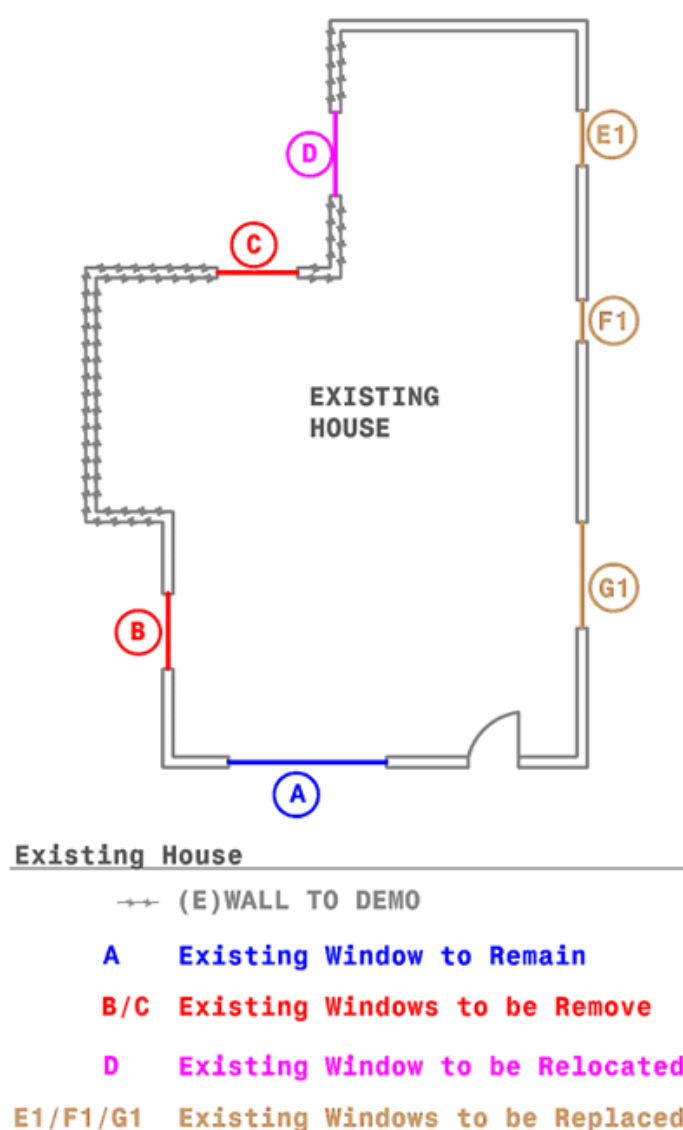 E1
D
C
F1
EXISTING
HOUSE
G1
B
A
Existing House
(E)WALL TO DEMO
A Existing Window to Remain
B/C Existing Windows to be Remove
D Existing Window to be Relocated
E1/F1/G1 Existing Windows to be Replaced